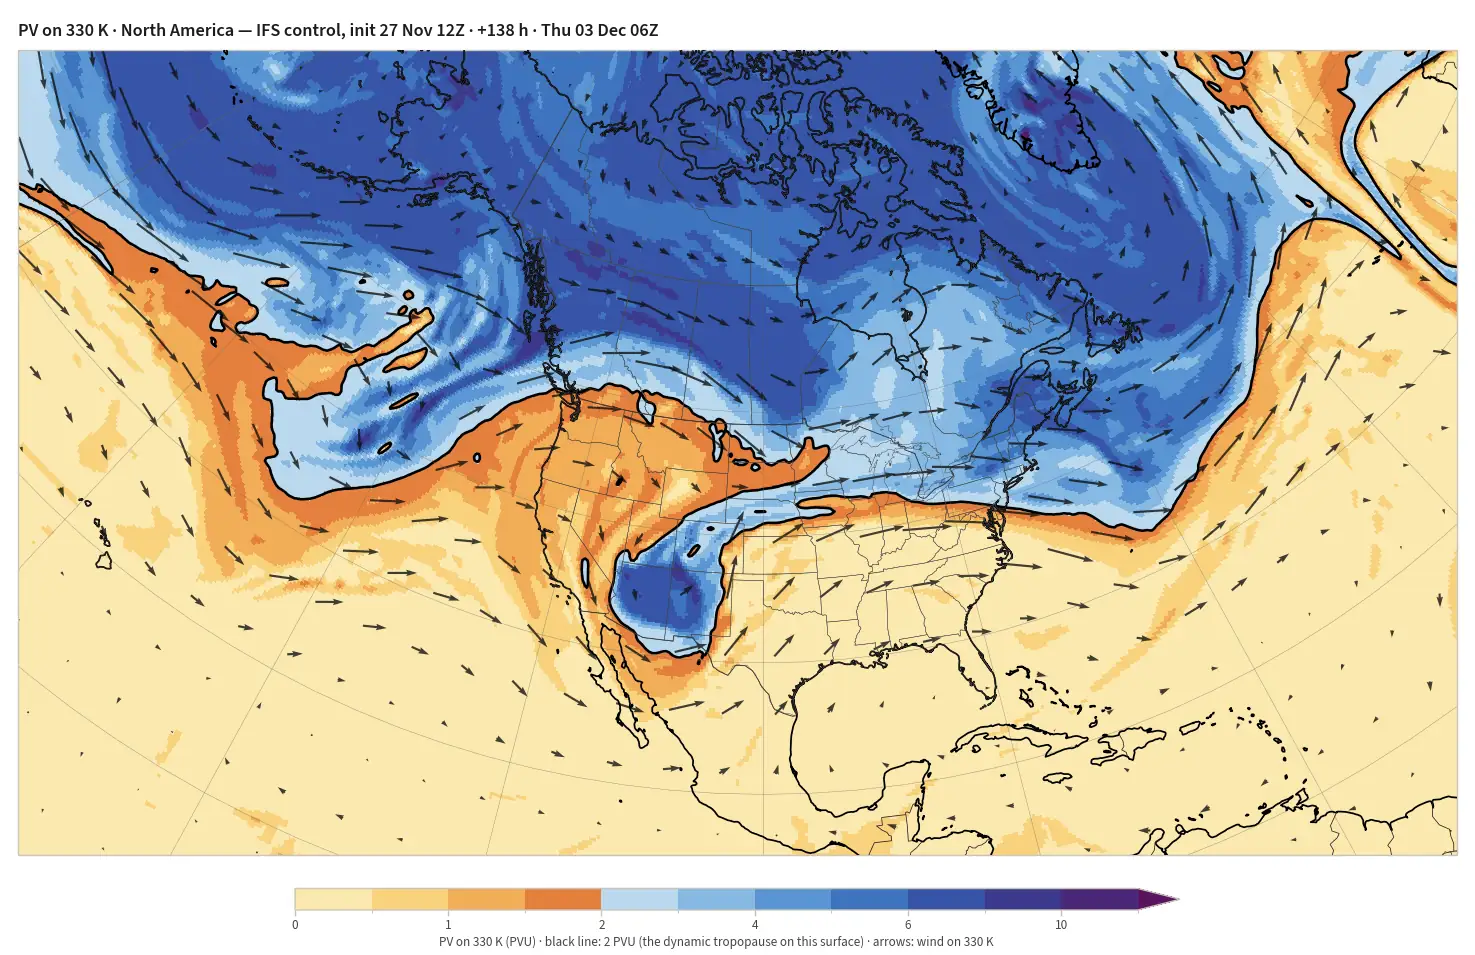 PV on 330 K · North America — IFS control, init 27 Nov 12Z · +138 h · Thu 03 Dec 06Z
0 1 2 4 6 10
PV on 330 K (PVU) · black line: 2 PVU (the dynamic tropopause on this surface) · arrows: wind on 330 K